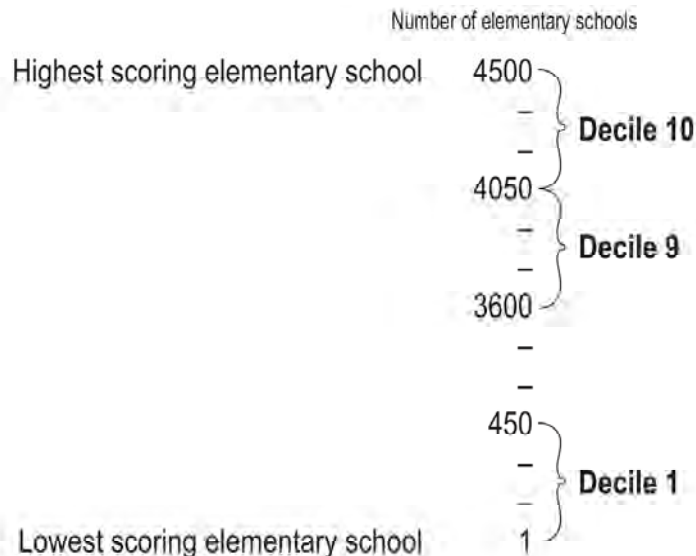 Number of elementary schools
Highest scoring elementary school 4500
–
Decile 10
–
4050
–
Decile 9
–
3600
–
–
450
–
Decile 1
–
Lowest scoring elementary school 1